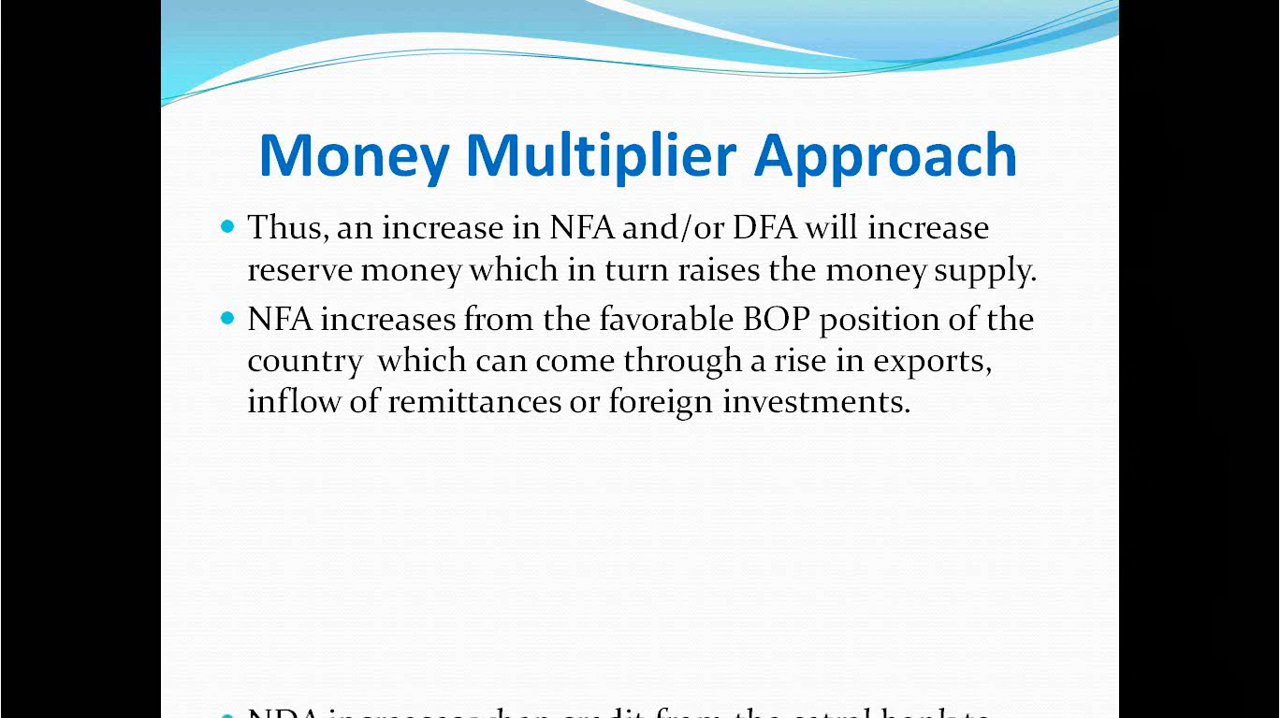 Money Multiplier Approach
• Thus, an increase in NFA and/or DFA will increase
reserve money which in turn raises the money supply.
• NFA increases from the favorable BOP position of the
country which can come through a rise in exports,
inflow of remittances or foreign investments.
• NDA increases when credit from the cetral bank to